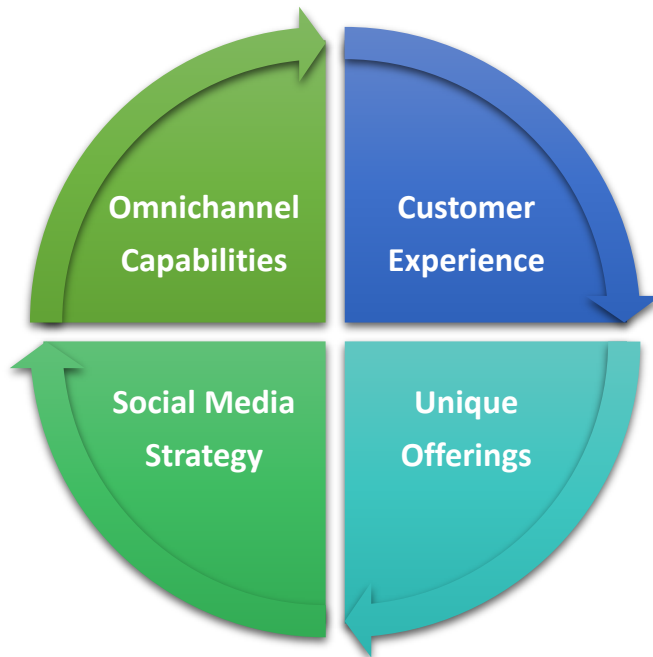 Omnichannel
Capabilities
Customer
Experience
Social Media
Strategy
Unique
Offerings